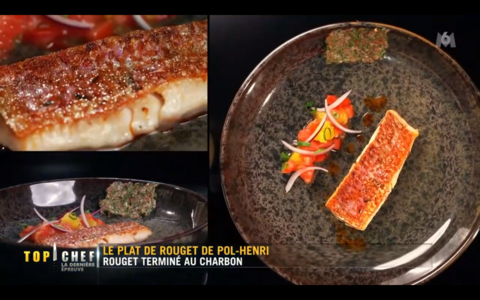 M6
TOP CHEF
LA DERNIÈRE
ÉPREUVE
LE PLAT DE ROUGET DE POL-HENRI
ROUGET TERMINÉ AU CHARBON